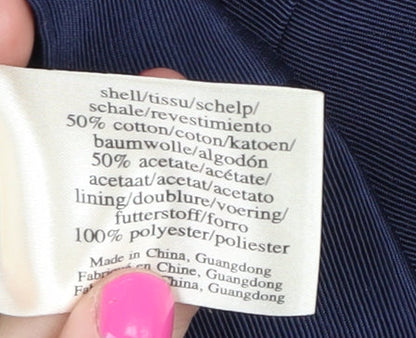 shell/tissu/schelp/
schale/revestimiento
50% cotton/coton/katoen/
baumwolle/algodón
50% acetate/acétate/
acetaat/acetat/acetato
lining/doublure/voering/
futterstoff/forro
100% polyester/poliester
Made in China, Guangdong
en Chine, Guangdong
China, Guangdong